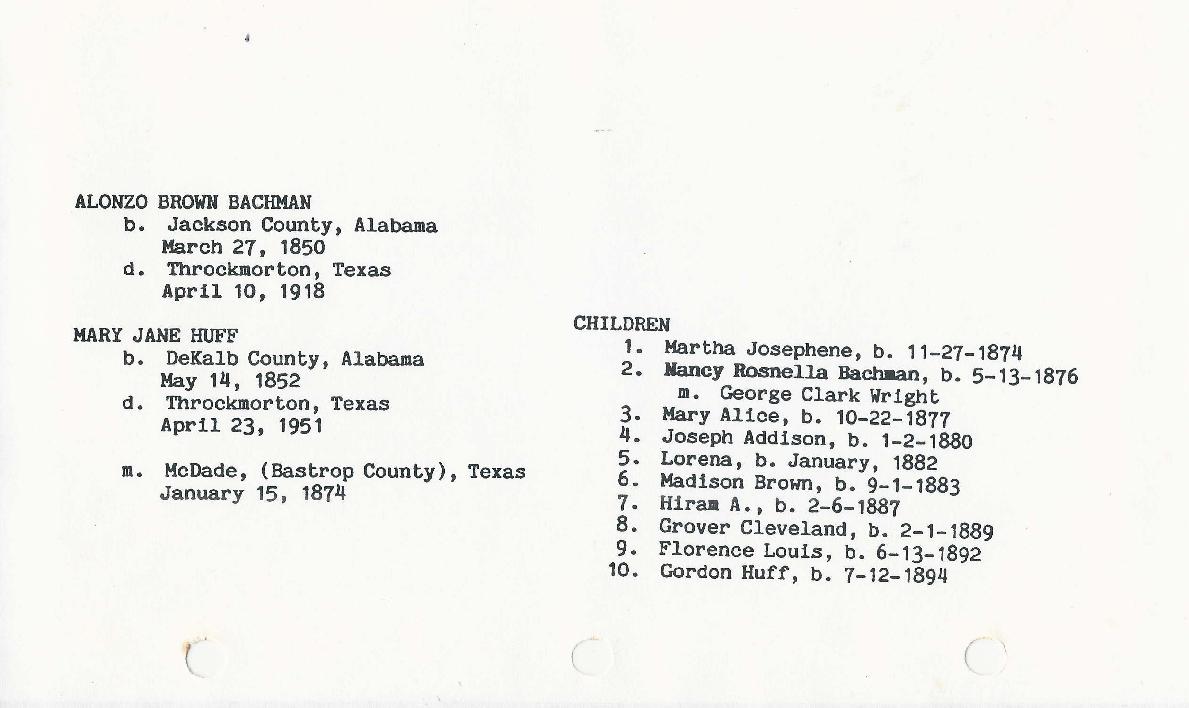 ALONZO BROWN BACHMAN
b. Jackson County, Alabama
March 27, 1850
d. Throckmorton, Texas
April 10, 1918
MARY JANE HUFF
b. DeKalb County, Alabama
May 14, 1852
d. Throckmorton, Texas
April 23, 1951
m. McDade, (Bastrop County), Texas
January 15, 1874
CHILDREN
1. Martha Josephene, b. 11-27-1874
2. Nancy Rosnella Bachman, b. 5-13-1876
m. George Clark Wright
3. Mary Alice, b. 10-22-1877
4. Joseph Addison, b. 1-2-1880
5. Lorena, b. January, 1882
6. Madison Brown, b. 9-1-1883
7. Hiram A., b. 2-6-1887
8. Grover Cleveland, b. 2-1-1889
9. Florence Louis, b. 6-13-1892
10. Gordon Huff, b. 7-12-1894